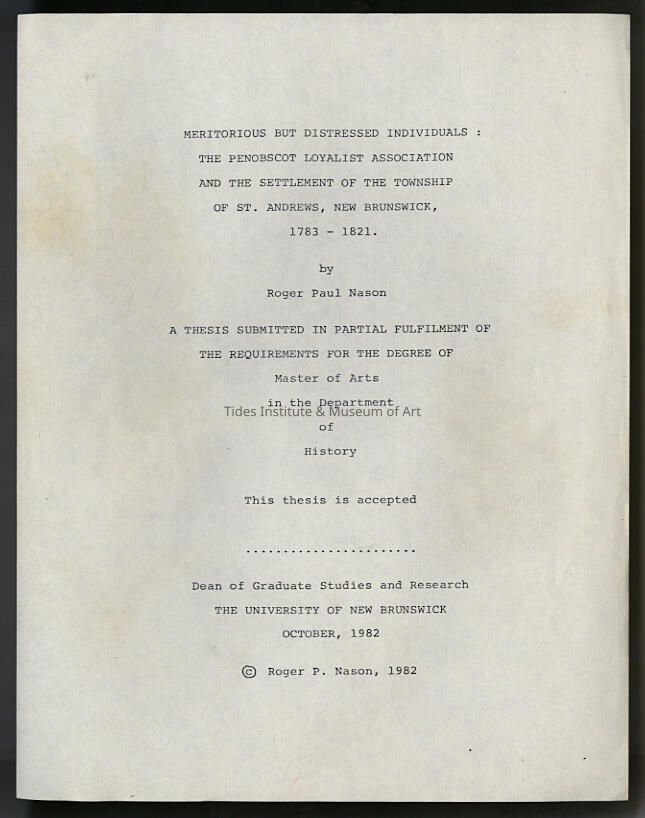 MERITORIOUS BUT DISTRESSED INDIVIDUALS :
THE PENOBSCOT LOYALIST ASSOCIATION
AND THE SETTLEMENT OF THE TOWNSHIP
OF ST. ANDREWS, NEW BRUNSWICK,
1783 - 1821.
by
Roger Paul Nason
A THESIS SUBMITTED IN PARTIAL FULFILMENT OF
THE REQUIREMENTS FOR THE DEGREE OF
Master of Arts
in the Department
Tides Institute & Museum of Art
of
History
This thesis is accepted
.......................
Dean of Graduate Studies and Research
THE UNIVERSITY OF NEW BRUNSWICK
OCTOBER, 1982
© Roger P. Nason, 1982